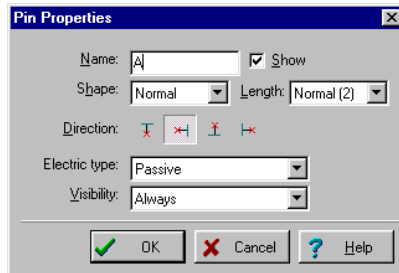 Pin Properties
Name: A Show
Shape: Normal Length: Normal (2)
Direction:
Electric type: Passive
Visibility: Always
OK Cancel Help